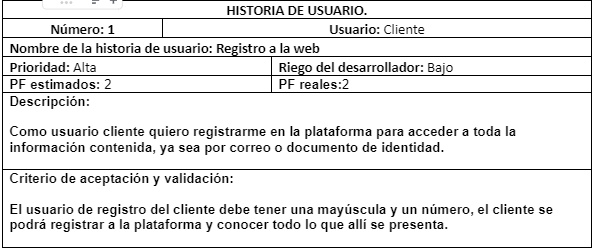 HISTORIA DE USUARIO.
Número: 1 Usuario: Cliente
Nombre de la historia de usuario: Registro a la web
Prioridad: Alta Riego del desarrollador: Bajo
PF estimados: 2 PF reales:2
Descripción:
Como usuario cliente quiero registrarme en la plataforma para acceder a toda la
información contenida, ya sea por correo o documento de identidad.
Criterio de aceptación y validación:
El usuario de registro del cliente debe tener una mayúscula y un número, el cliente se
podrá registrar a la plataforma y conocer todo lo que allí se presenta.